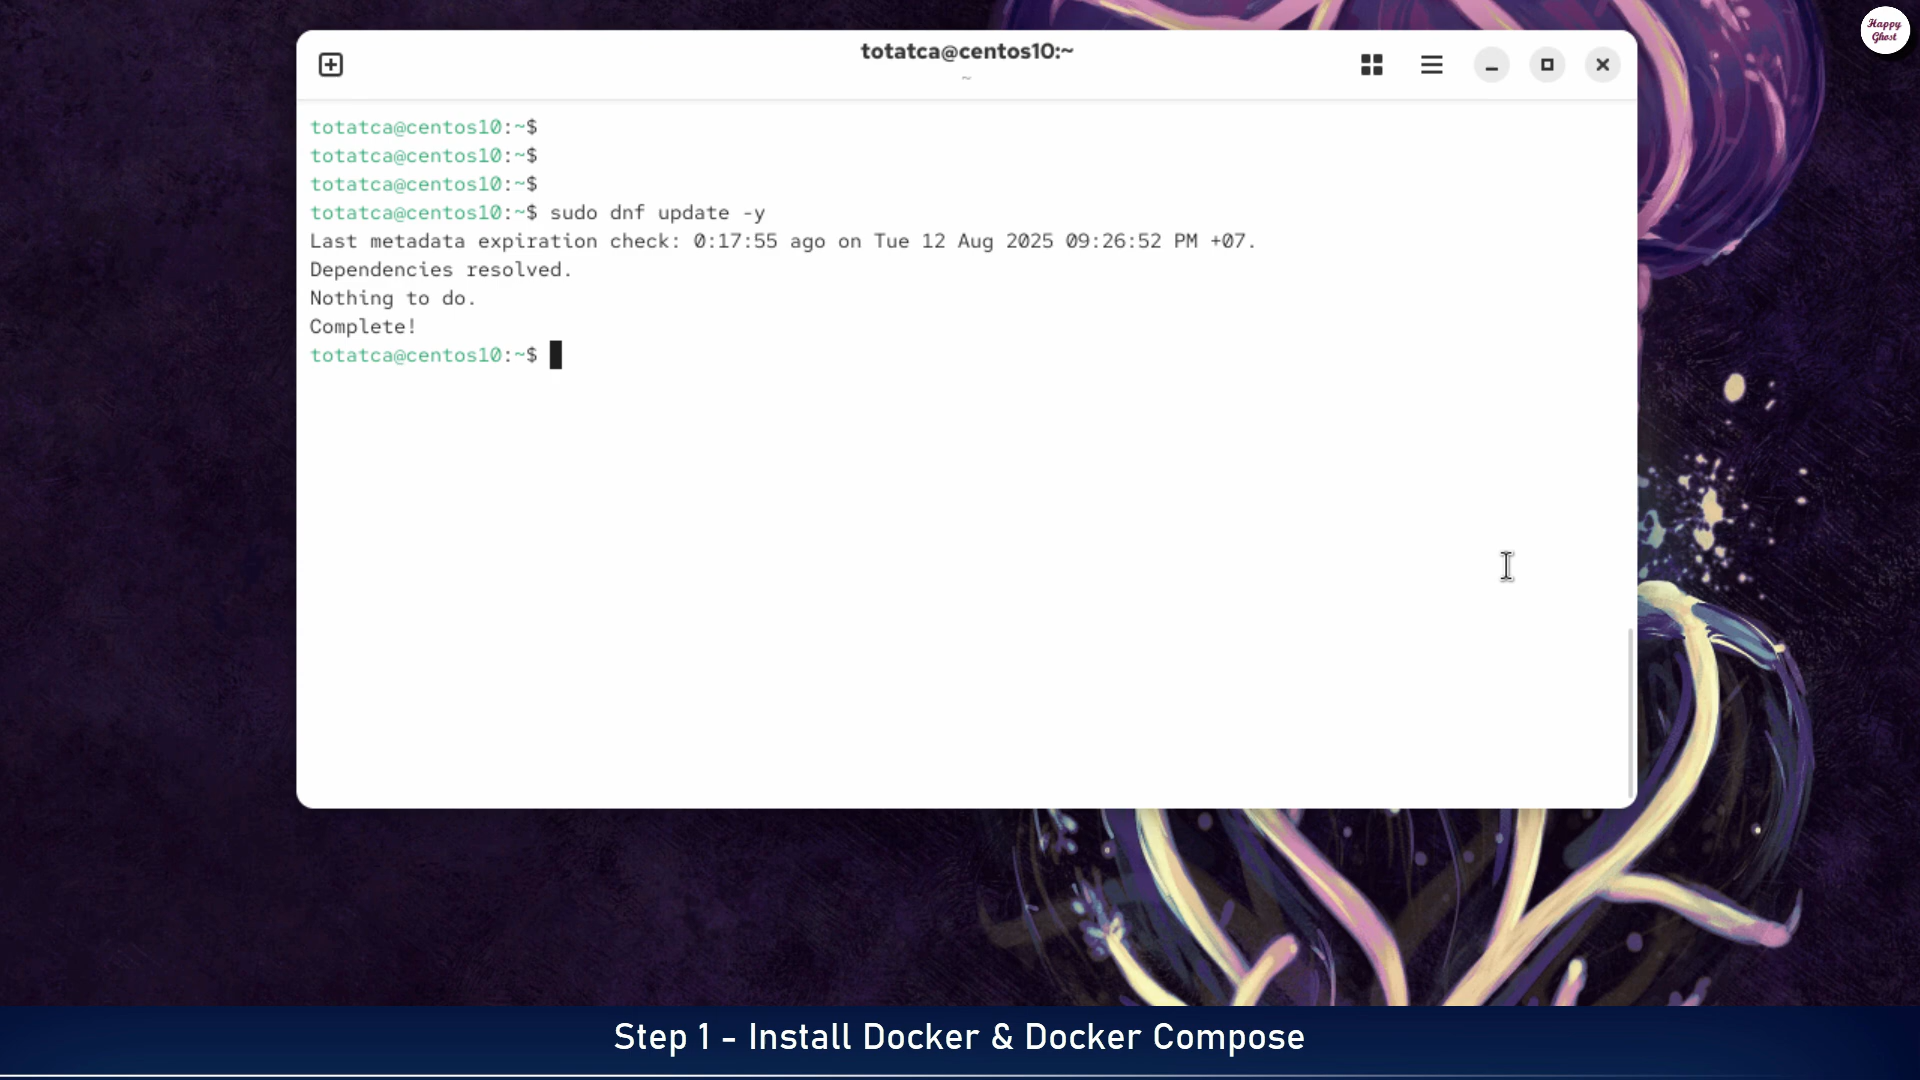 Happy
Ghost
totatca@centos10:~
~
totatca@centos10:~$
totatca@centos10:~$
totatca@centos10:~$
totatca@centos10:~$ sudo dnf update -y
Last metadata expiration check: 0:17:55 ago on Tue 12 Aug 2025 09:26:52 PM +07.
Dependencies resolved.
Nothing to do.
Complete!
totatca@centos10:~$
Step 1 - Install Docker & Docker Compose